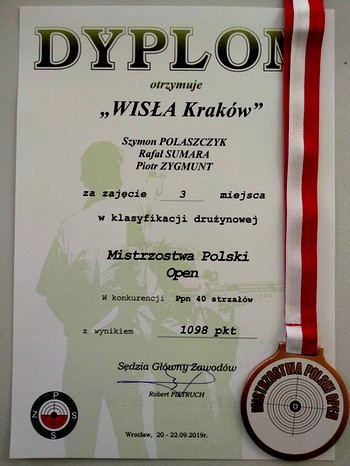 DYPLOM
otrzymuje
„WISŁA Kraków”
Szymon POLASZCZYK
Rafał SUMARA
Piotr ZYGMUNT
za zajęcie 3 miejsca
w klasyfikacji drużynowej
Mistrzostwa Polski
Open
W konkurencji Ppn 40 strzałów
z wynikiem 1098 pkt
Sędzia Główny Zawodów
Robert PIETRUCH
Wrocław, 20 - 22.09.2019r.
P
Z S
S
MISTRZOSTWA POLSKI OPEN